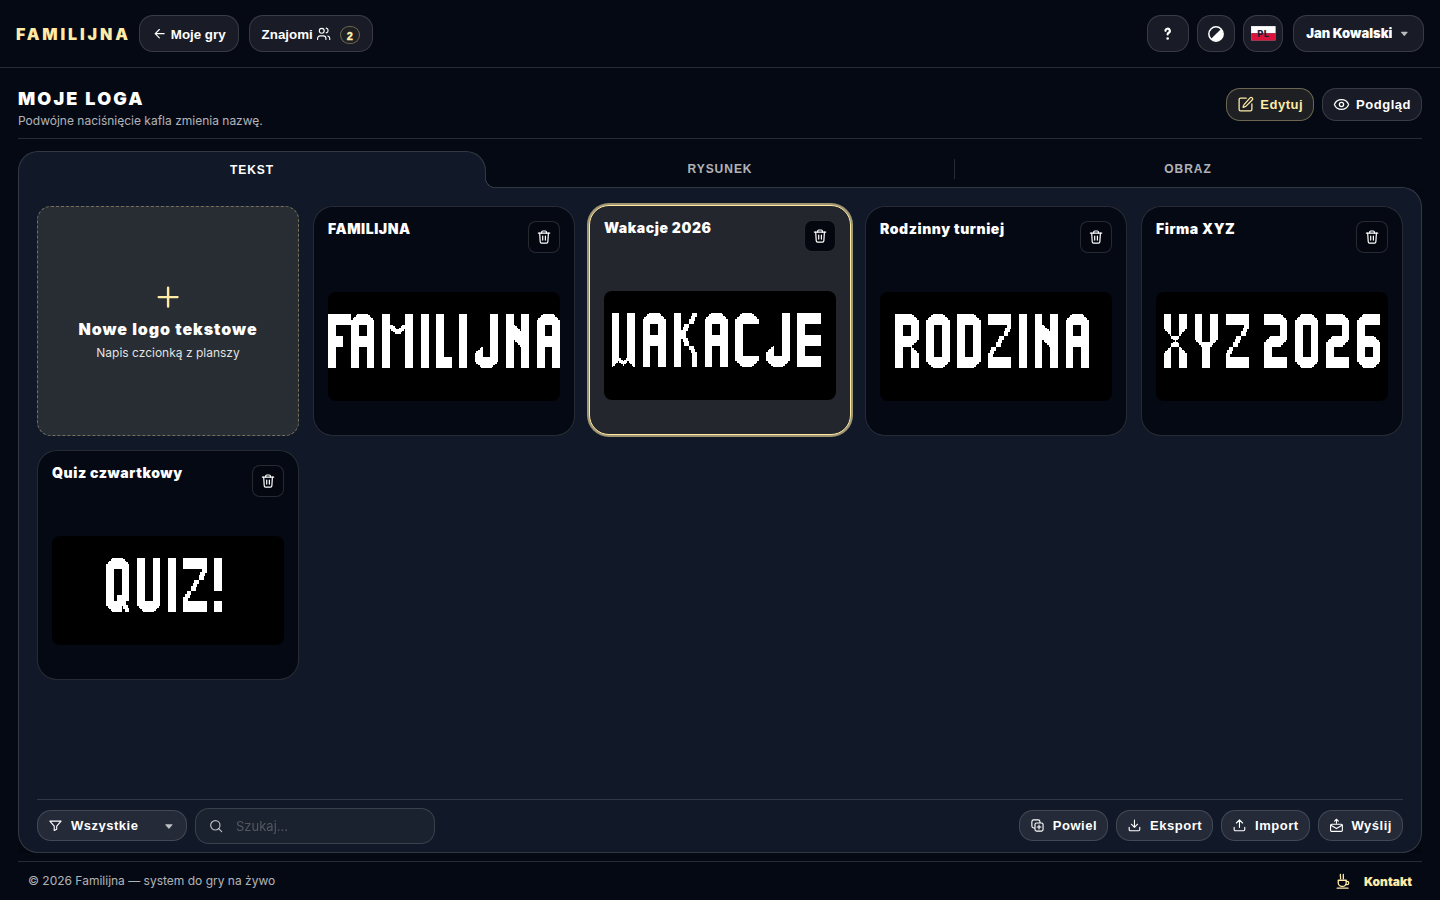 FAMILIJNA
Moje gry
Znajomi 2
?
PL
Jan Kowalski
MOJE LOGA
Podwójne naciśnięcie kafla zmienia nazwę.
Edytuj
Podgląd
TEKST
RYSUNEK
OBRAZ
Nowe logo tekstowe
Napis czcionką z planszy
FAMILIJNA
FAMILIJNA
Wakacje 2026
WAKACJE
Rodzinny turniej
RODZINA
Firma XYZ
XYZ 2026
Quiz czwartkowy
QUIZ!
Wszystkie
Szukaj...
Powiel
Eksport
Import
Wyślij
© 2026 Familijna — system do gry na żywo
Kontakt